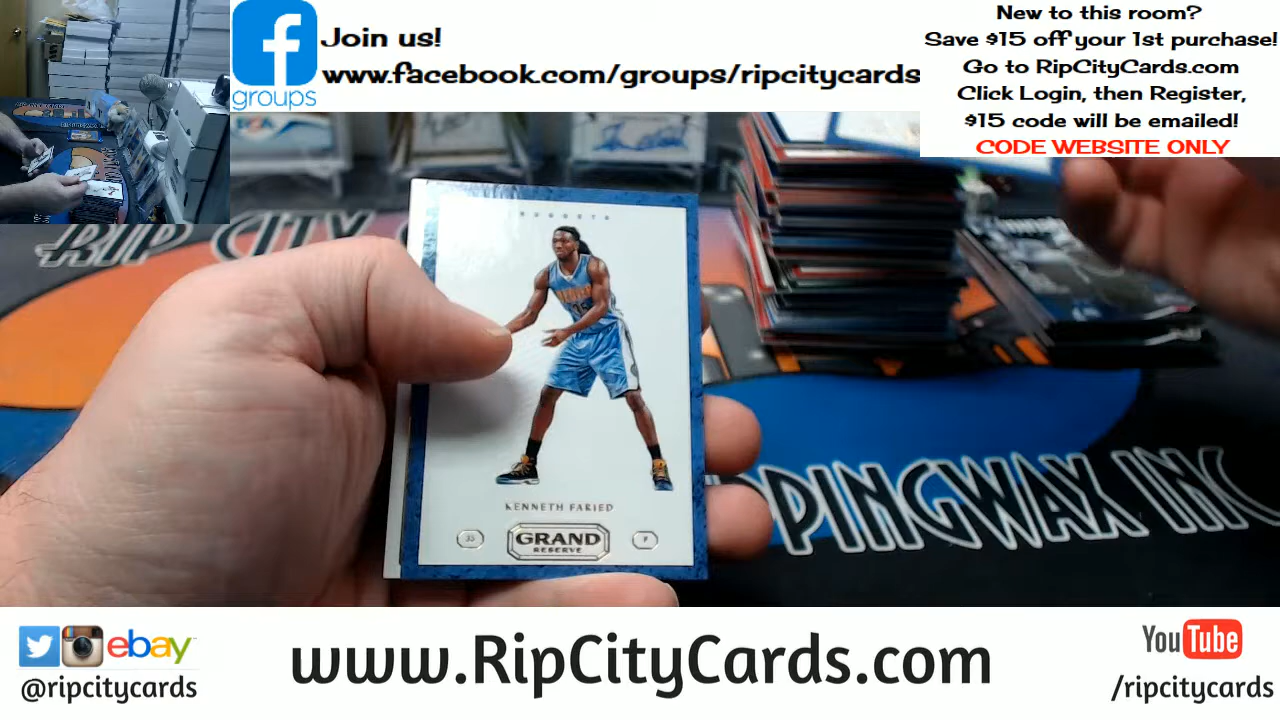 Join us!
www.facebook.com/groups/ripcitycards
groups
New to this room?
Save $15 off your 1st purchase!
Go to RipCityCards.com
Click Login, then Register,
$15 code will be emailed!
CODE WEBSITE ONLY
RIP CITY
NUGGETS
KENNETH FARIED
35
GRAND
RESERVE
F
PPINGWAX INC
ebay
@ripcitycards
www.RipCityCards.com
YouTube
/ripcitycards